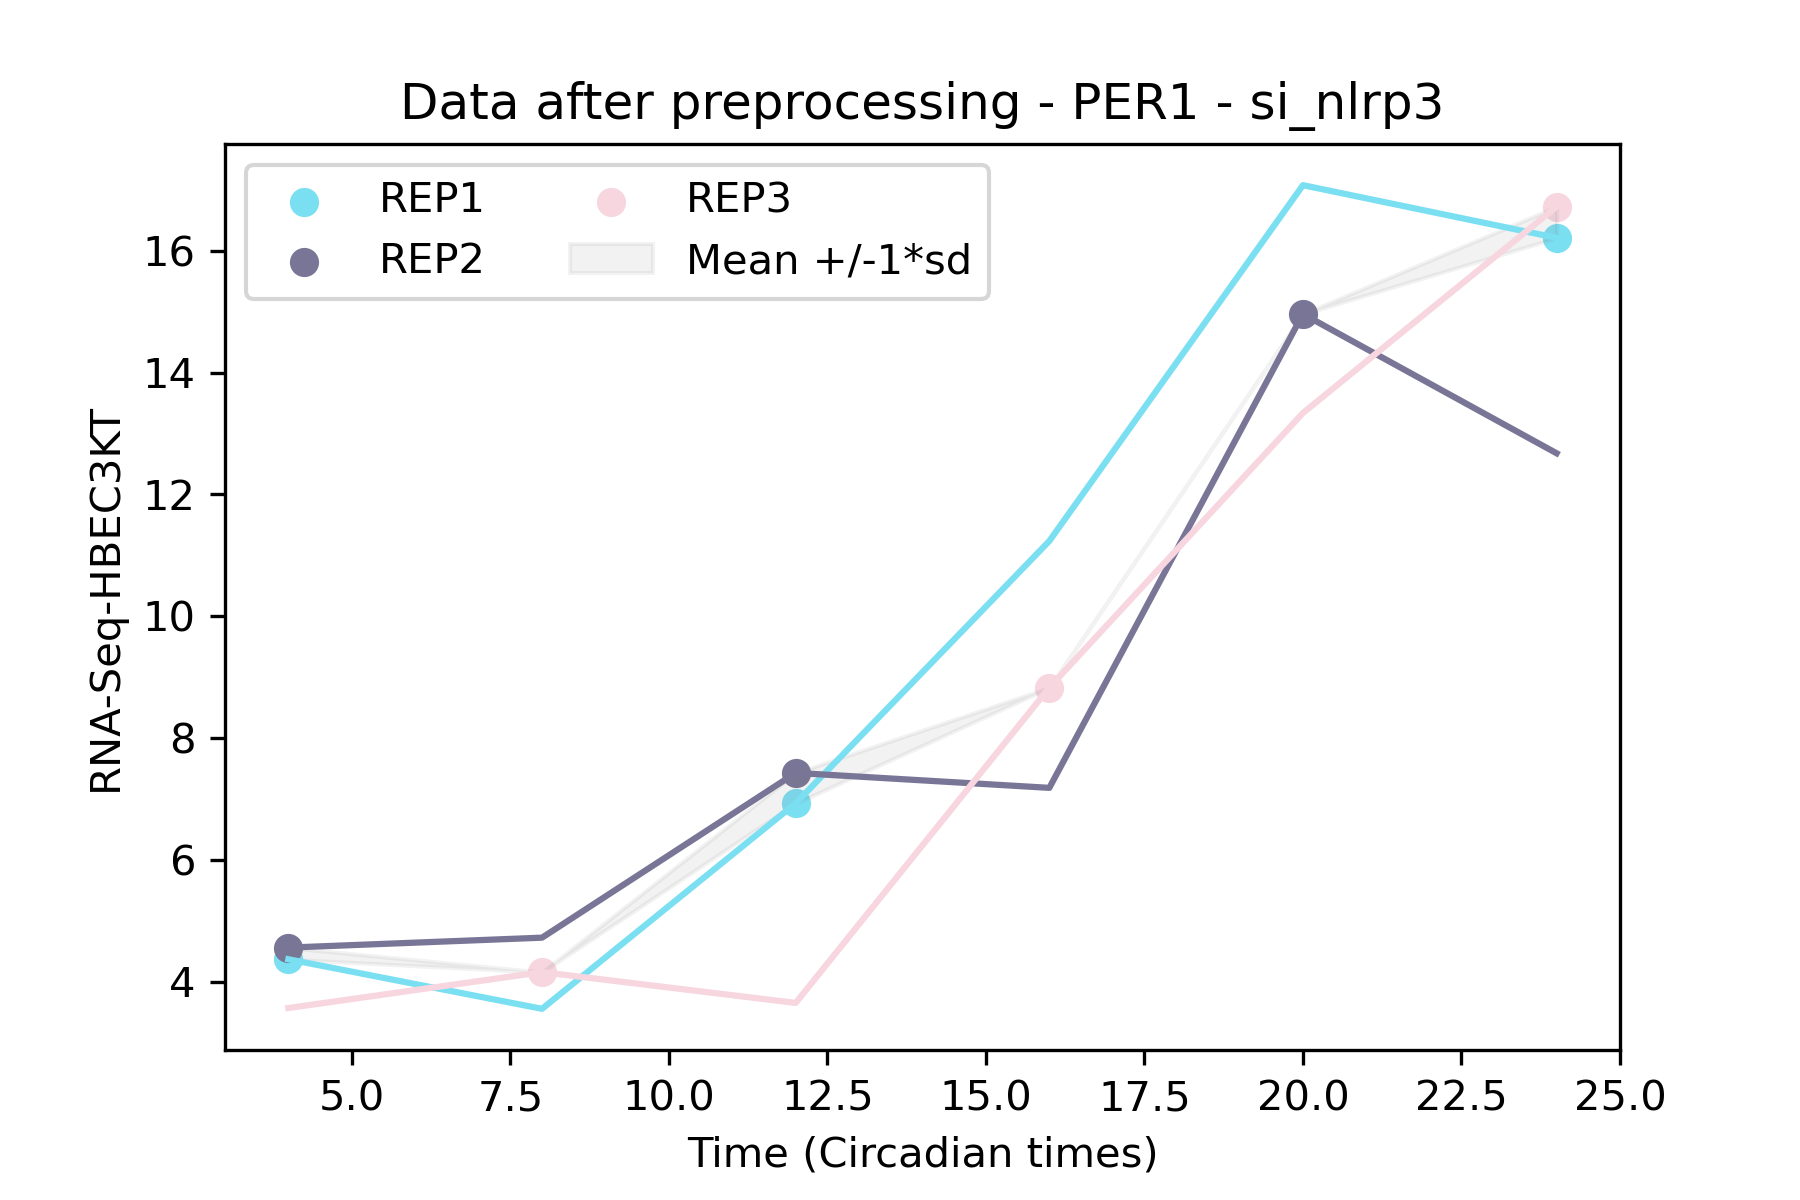 Data after preprocessing - PER1 - si_nlrp3
REP1
REP2
REP3
Mean +/-1*sd
RNA-Seq-HBEC3KT
16
14
12
10
8
6
4
5.0 7.5 10.0 12.5 15.0 17.5 20.0 22.5 25.0
Time (Circadian times)